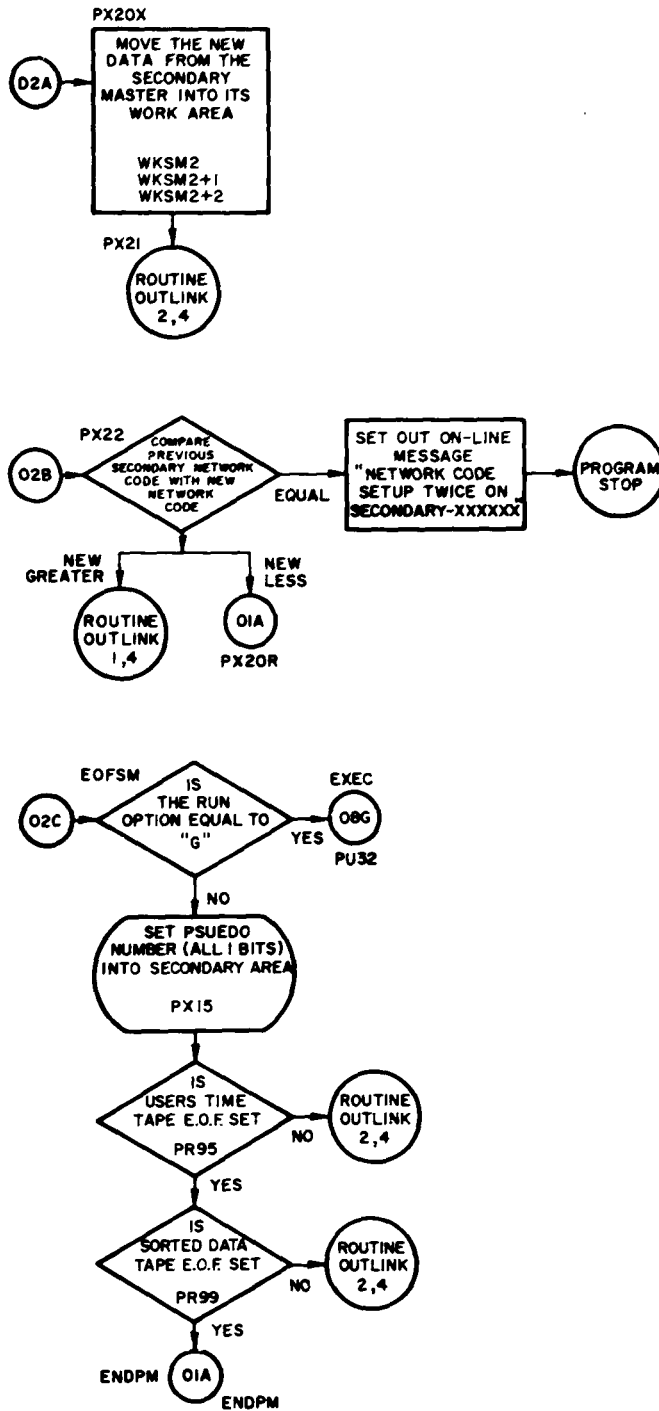 PX20X
MOVE THE NEW
DATA FROM THE
SECONDARY
MASTER INTO ITS
WORK AREA
D2A
WKSM2
WKSM2+1
WKSM2+2
PX21
ROUTINE
OUTLINK
2,4
PX22
COMPARE
PREVIOUS
SECONDARY NETWORK
CODE WITH NEW
NETWORK
CODE
02B
EQUAL
SET OUT ON-LINE
MESSAGE
"NETWORK CODE
SETUP TWICE ON
SECONDARY-XXXXXX"
PROGRAM
STOP
NEW
GREATER
NEW
LESS
ROUTINE
OUTLINK
1,4
01A
PX20R
EOFSM
IS
THE RUN
OPTION EQUAL TO
"G"
02C
YES
EXEC
08G
PU32
NO
SET PSUEDO
NUMBER (ALL 1 BITS)
INTO SECONDARY AREA
PX15
IS
USERS TIME
TAPE E.O.F. SET
PR95
NO
ROUTINE
OUTLINK
2,4
YES
IS
SORTED DATA
TAPE E.O.F. SET
PR99
NO
ROUTINE
OUTLINK
2,4
YES
ENDPM
01A
ENDPM